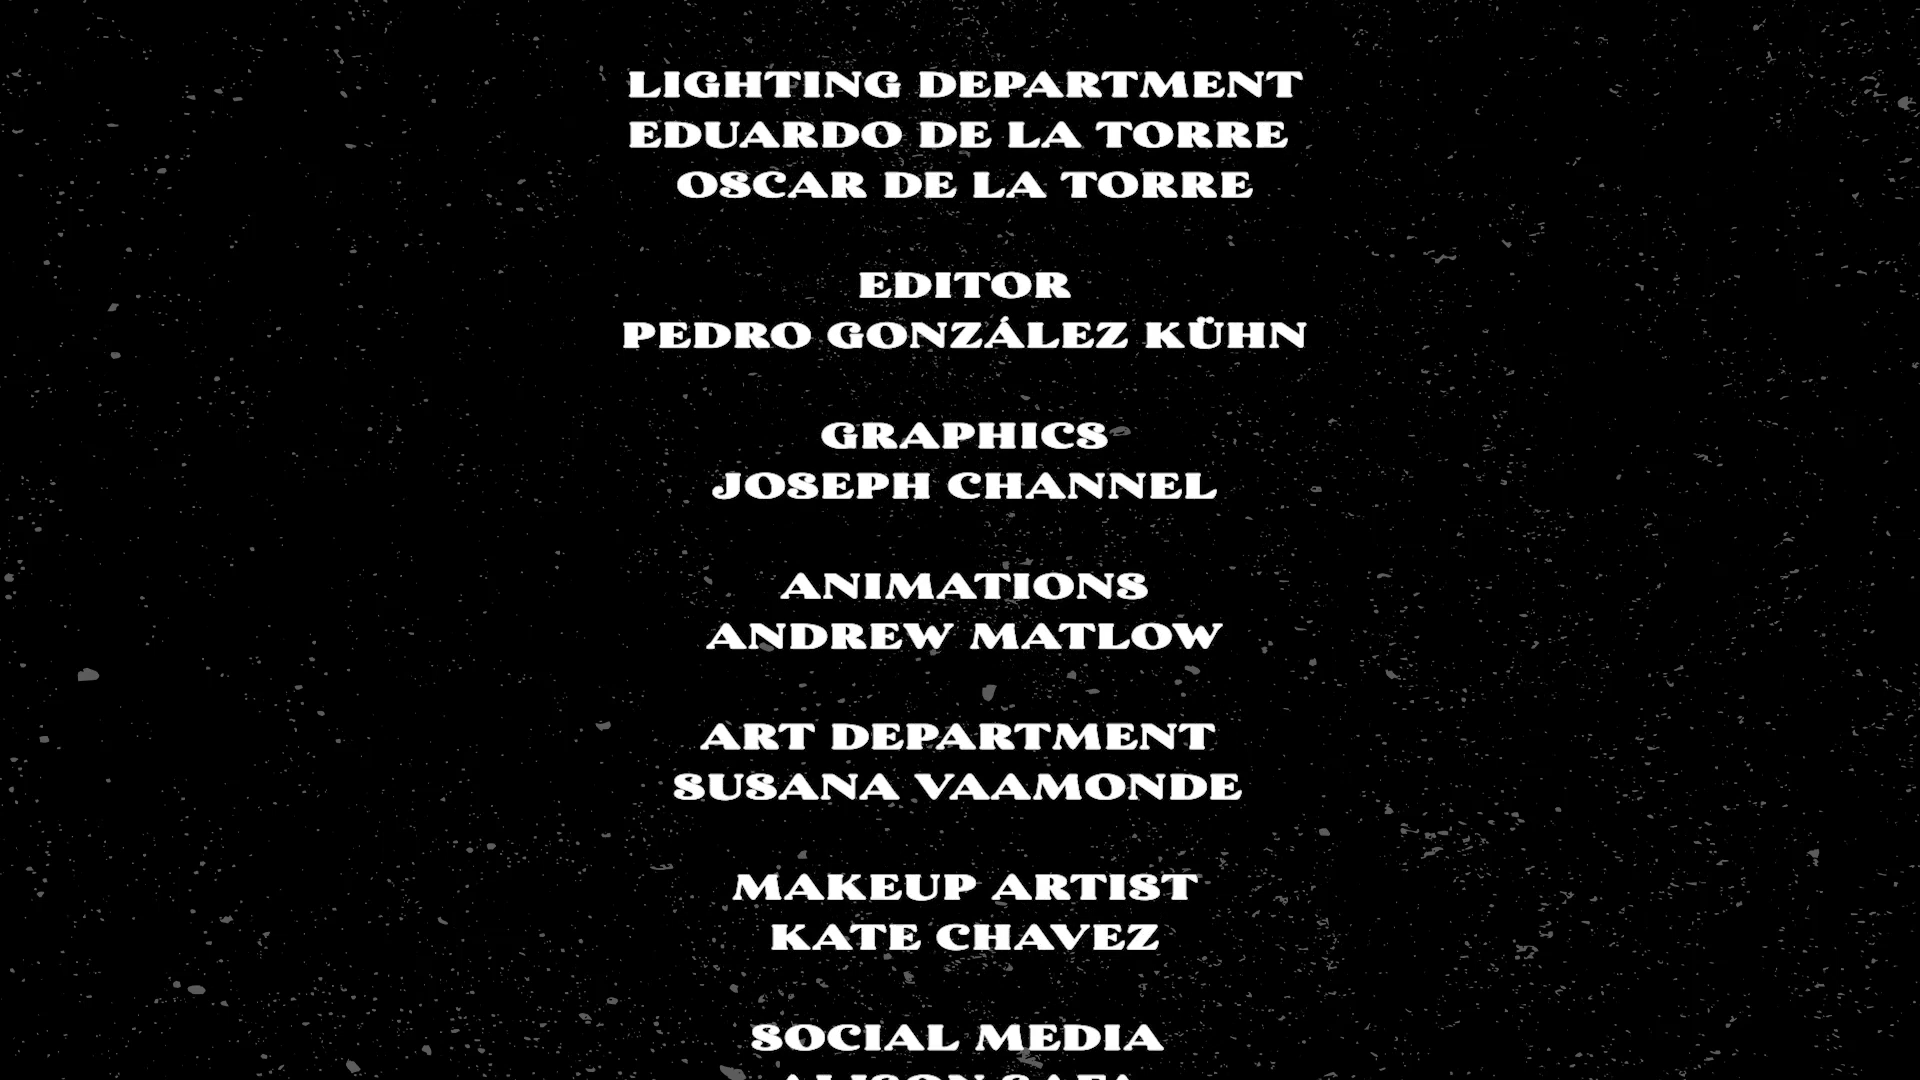 LIGHTING DEPARTMENT
EDUARDO DE LA TORRE
OSCAR DE LA TORRE
EDITOR
PEDRO GONZÁLEZ KÜHN
GRAPHICS
JOSEPH CHANNEL
ANIMATIONS
ANDREW MATLOW
ART DEPARTMENT
SUSANA VAAMONDE
MAKEUP ARTIST
KATE CHAVEZ
SOCIAL MEDIA
ALISON